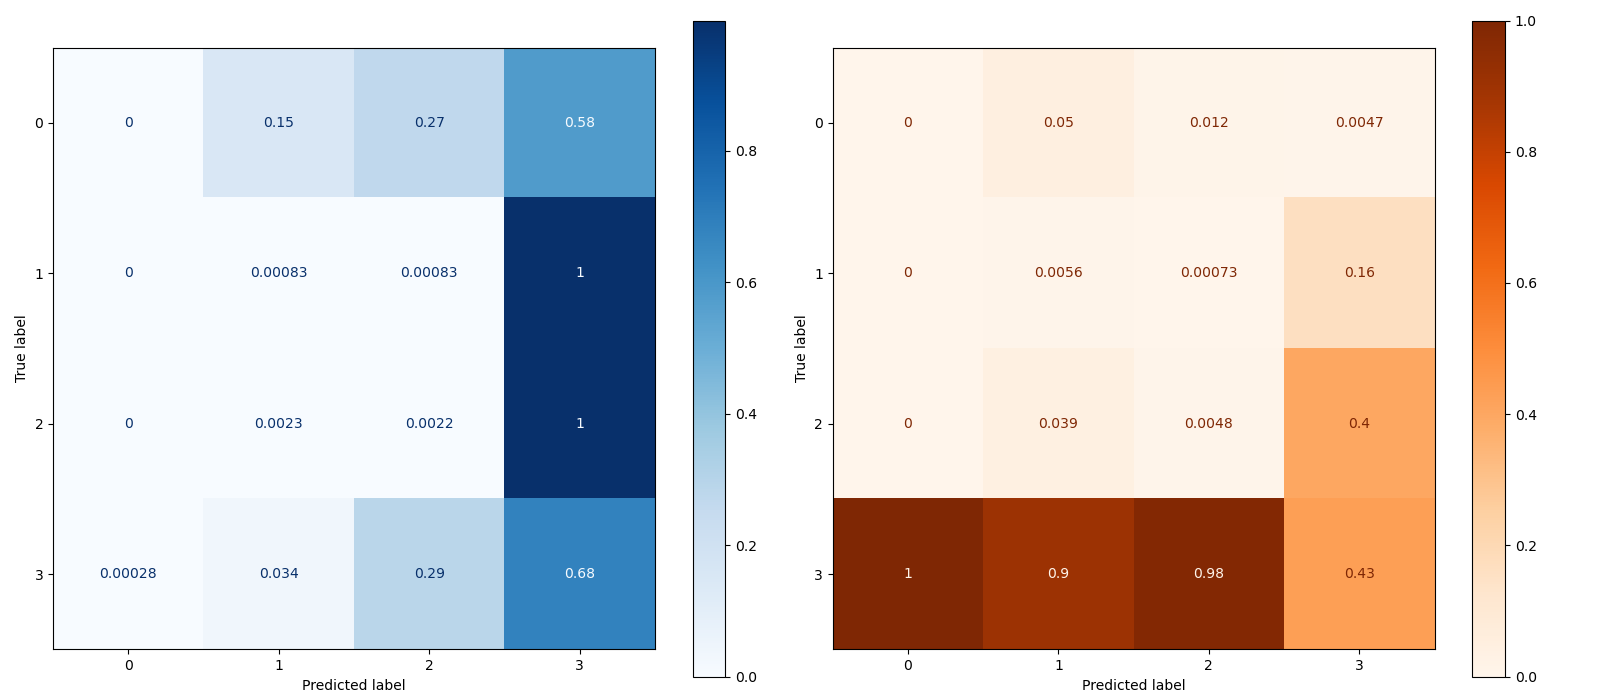 1.0
0 0 0.15 0.27 0.58
1 0 0.00083 0.00083 1
2 0 0.0023 0.0022 1
3 0.00028 0.034 0.29 0.68
0 1 2 3
Predicted label
True label
0.8
0.6
0.4
0.2
0.0
0 0 0.05 0.012 0.0047
1 0 0.0056 0.00073 0.16
2 0 0.039 0.0048 0.4
3 1 0.9 0.98 0.43
0 1 2 3
Predicted label
True label
0.8
0.6
0.4
0.2
0.0